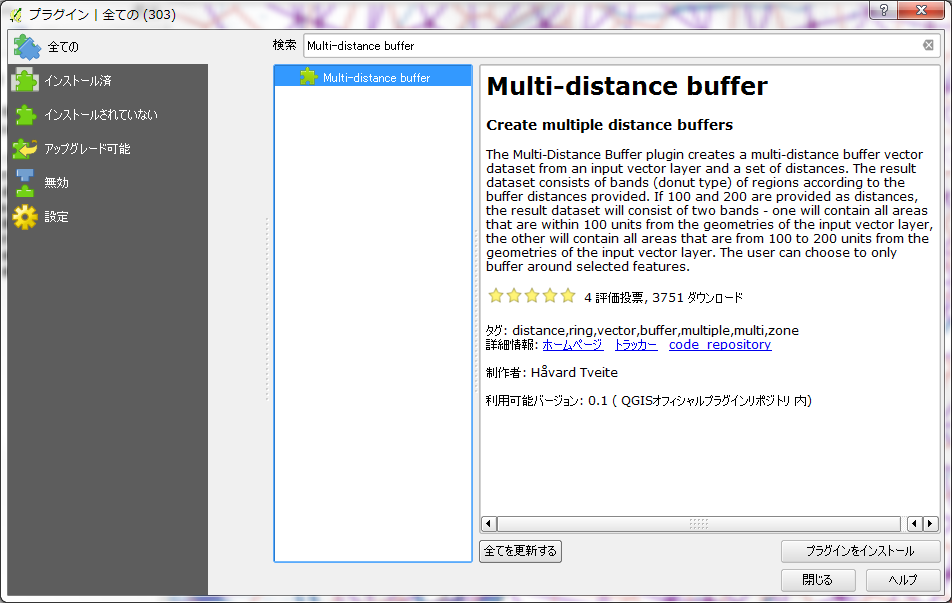 プラグイン | 全ての (303)
全ての
インストール済
インストールされていない
アップグレード可能
無効
設定
検索 Multi-distance buffer
Multi-distance buffer
Multi-distance buffer
Create multiple distance buffers
The Multi-Distance Buffer plugin creates a multi-distance buffer vector
dataset from an input vector layer and a set of distances. The result
dataset consists of bands (donut type) of regions according to the
buffer distances provided. If 100 and 200 are provided as distances,
the result dataset will consist of two bands - one will contain all areas
that are within 100 units from the geometries of the input vector layer,
the other will contain all areas that are from 100 to 200 units from the
geometries of the input vector layer. The user can choose to only
buffer around selected features.
4 評価投票, 3751 ダウンロード
タグ: distance,ring,vector,buffer,multiple,multi,zone
詳細情報: ホームページ トラッカー code_repository
制作者: Håvard Tveite
利用可能バージョン: 0.1 ( QGISオフィシャルプラグインリポジトリ 内)
全てを更新する
プラグインをインストール
閉じる
ヘルプ